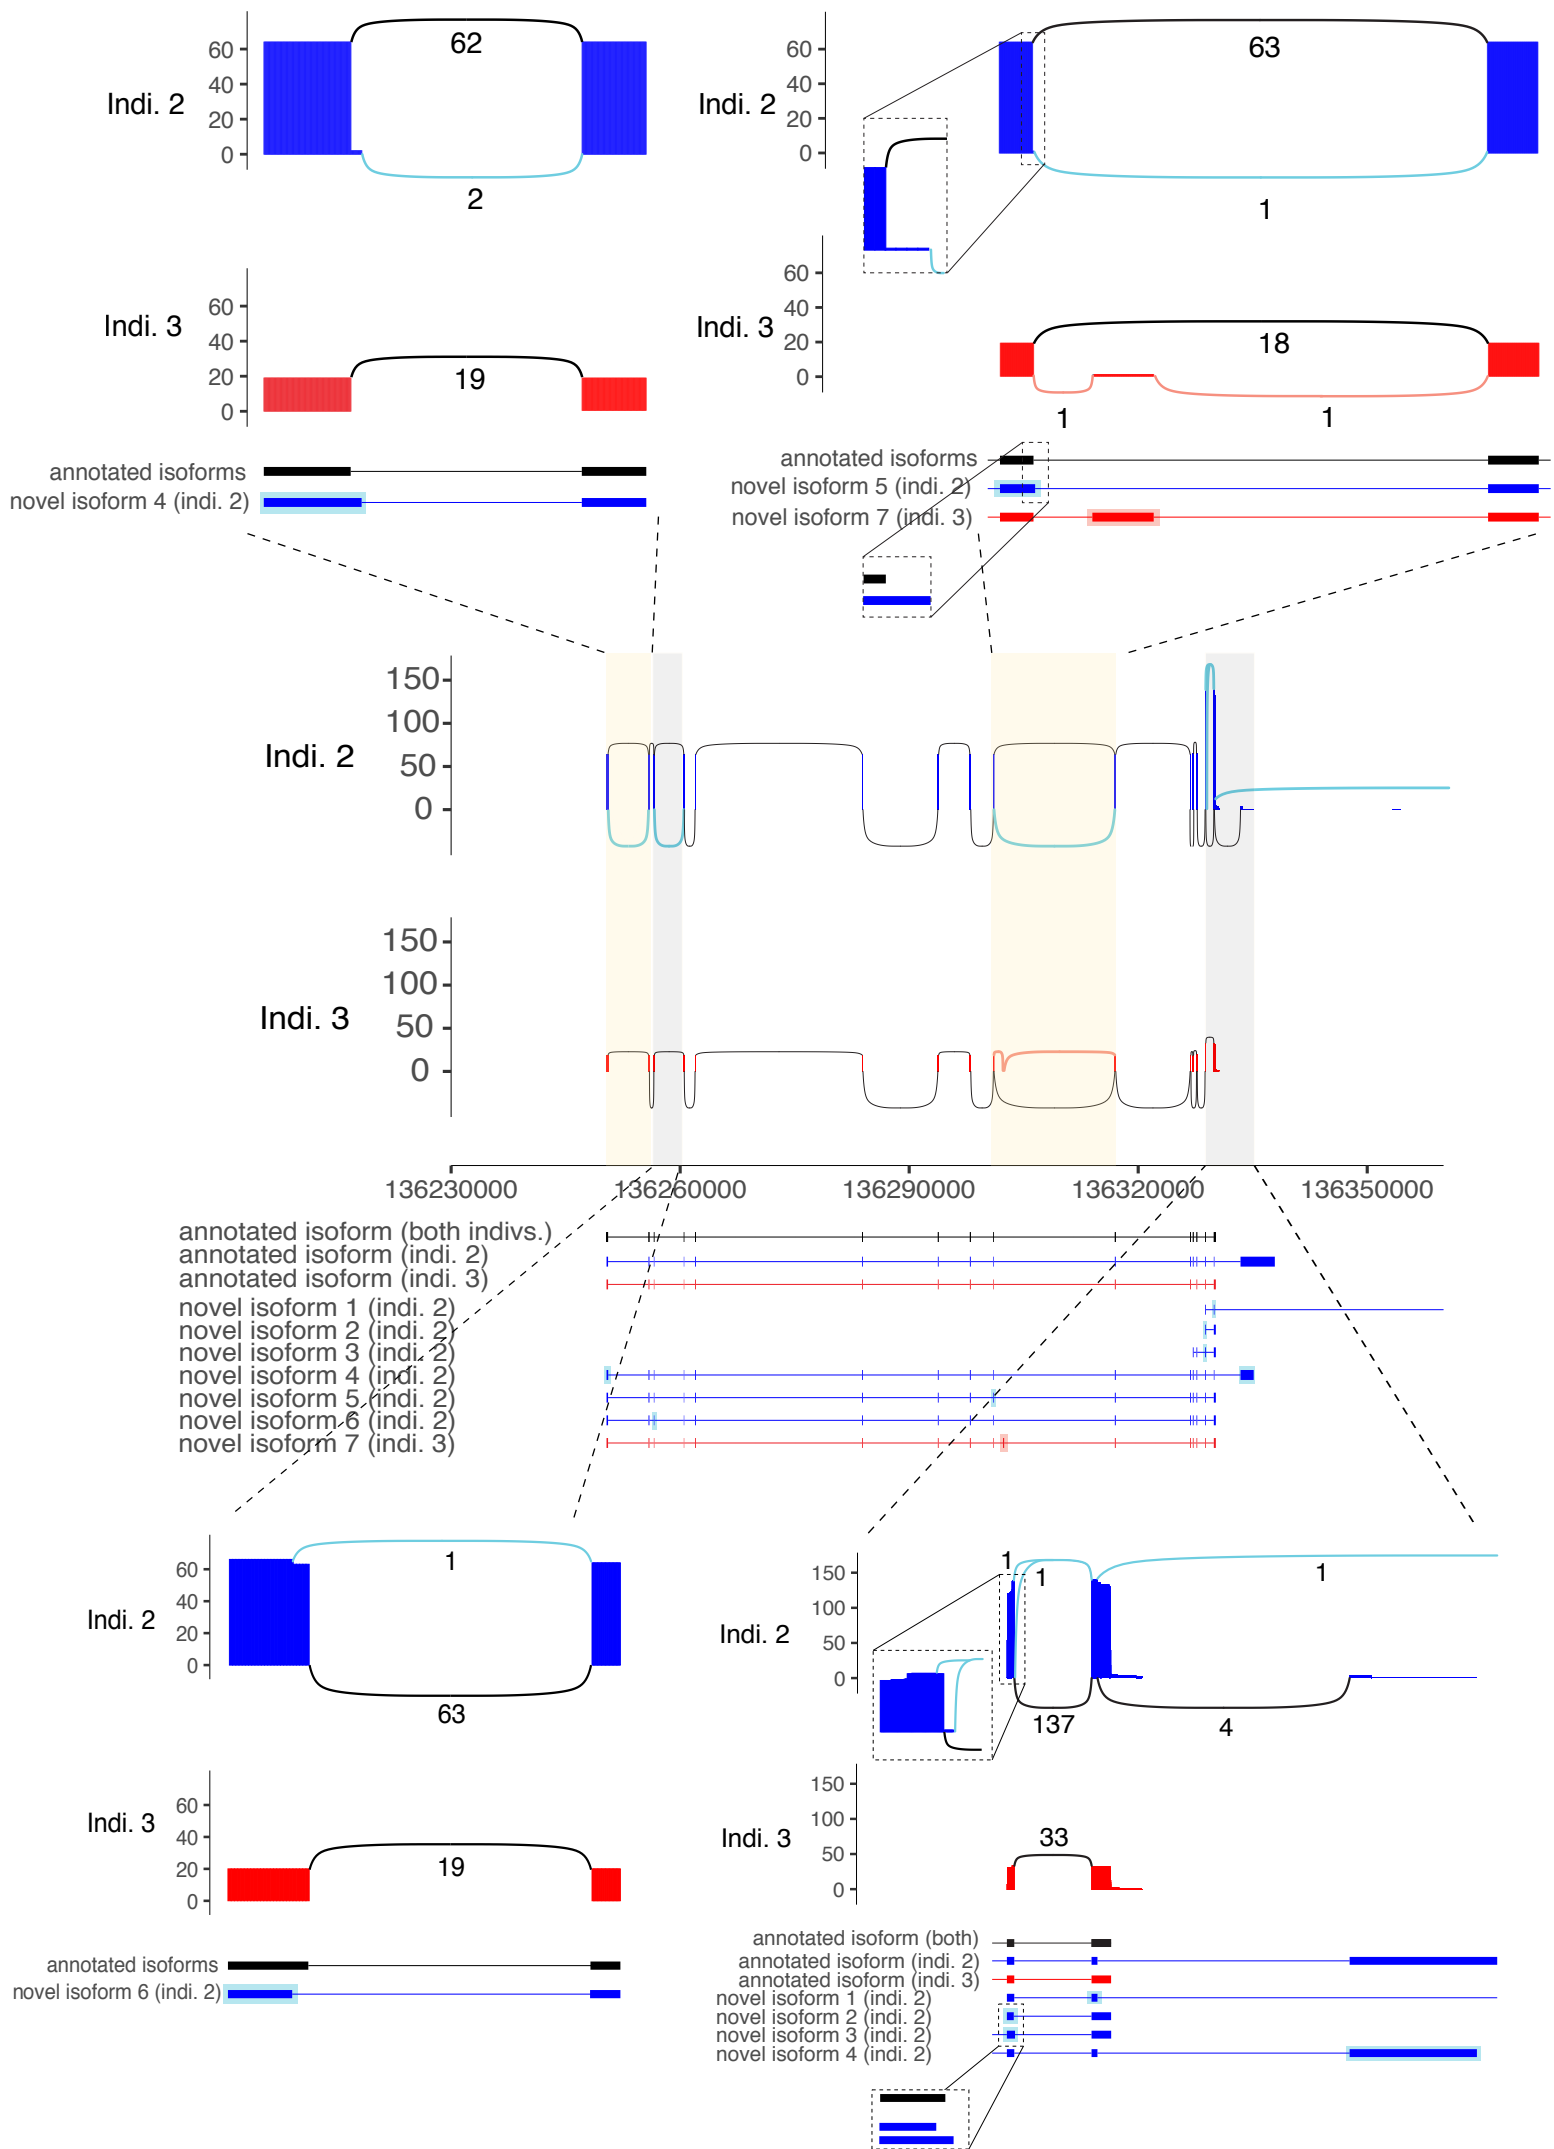 60
40
20
0
Indi. 2
62
2
60
40
20
0
Indi. 2
63
1
60
40
20
0
Indi. 3
19
60
40
20
0
Indi. 3
18
1
1
annotated isoforms
novel isoform 4 (indi. 2)
annotated isoforms
novel isoform 5 (indi. 2)
novel isoform 7 (indi. 3)
150
100
50
0
Indi. 2
150
100
50
0
Indi. 3
136230000 136260000 136290000 136320000 136350000
annotated isoform (both indivs.)
annotated isoform (indi. 2)
annotated isoform (indi. 3)
novel isoform 1 (indi. 2)
novel isoform 2 (indi. 2)
novel isoform 3 (indi. 2)
novel isoform 4 (indi. 2)
novel isoform 5 (indi. 2)
novel isoform 6 (indi. 2)
novel isoform 7 (indi. 3)
60
40
20
0
Indi. 2
1
63
150
100
50
0
Indi. 2
1
1
1
137
4
60
40
20
0
Indi. 3
19
150
100
50
0
Indi. 3
33
annotated isoforms
novel isoform 6 (indi. 2)
annotated isoform (both)
annotated isoform (indi. 2)
annotated isoform (indi. 3)
novel isoform 1 (indi. 2)
novel isoform 2 (indi. 2)
novel isoform 3 (indi. 2)
novel isoform 4 (indi. 2)